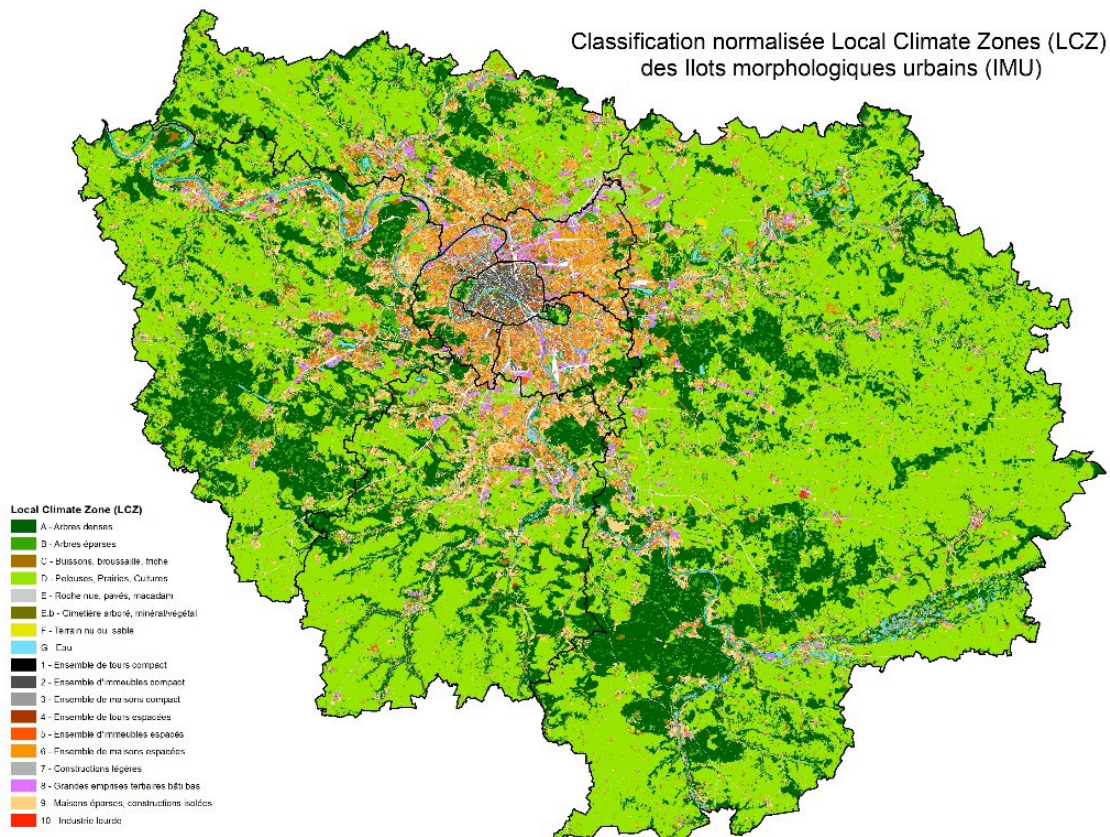 Classification normalisée Local Climate Zones (LCZ)
des Ilots morphologiques urbains (IMU)
Local Climate Zone (LCZ)
A - Arbres denses
B - Arbres éparses
C - Buissons, broussaille, friche
D - Pelouses, Prairies, Cultures
E - Roche nue, pavés, macadam
E.b - Cimetière arboré, minéral/végétal
F - Terrain nu ou sable
G - Eau
1 - Ensemble de tours compact
2 - Ensemble d'immeubles compact
3 - Ensemble de maisons compact
4 - Ensemble de tours espacées
5 - Ensemble d'immeubles espacés
6 - Ensemble de maisons espacées
7 - Constructions légères
8 - Grandes emprises tertiaires bâti bas
9 - Maisons éparses, constructions isolées
10 - Industrie lourde